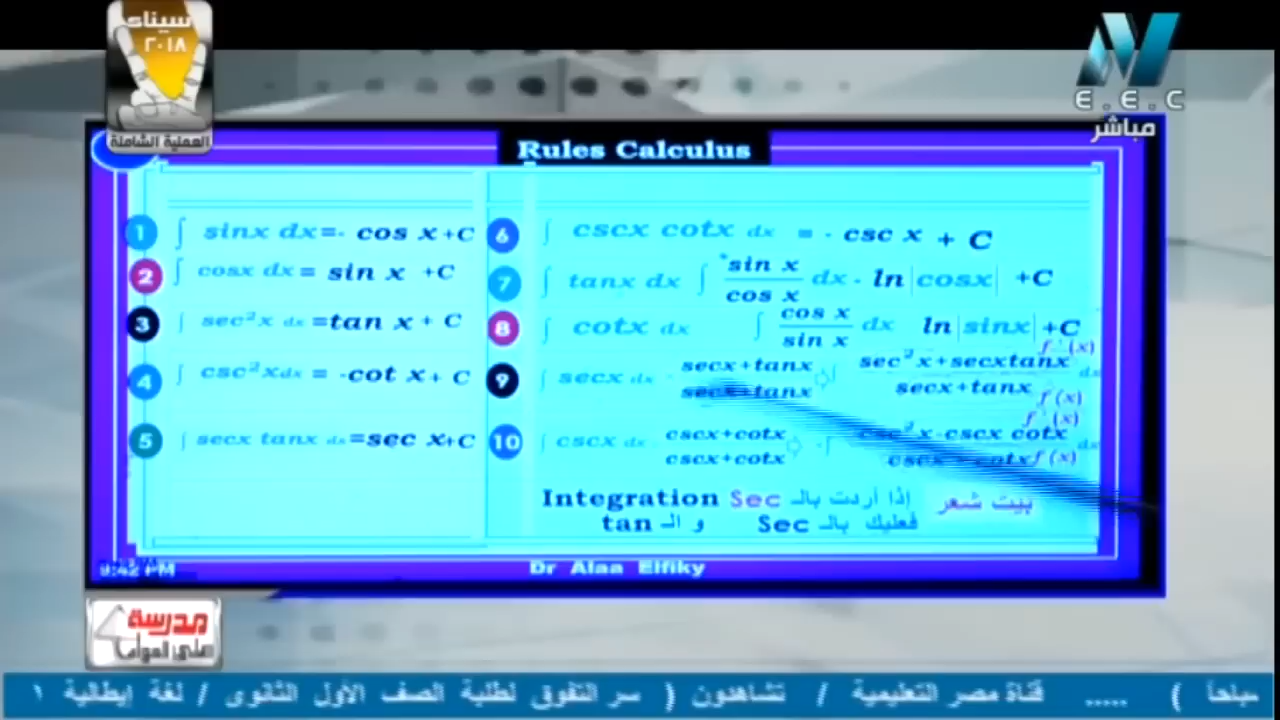 سيناء
٢٠١٨
العملية الشاملة
E.E.C
مباشر
Rules Calculus
1 ∫ sinx dx=- cos x+C
2 ∫ cosx dx = sin x +C
3 ∫ sec²x dx =tan x + C
4 ∫ csc²x dx = -cot x+ C
5 ∫ secx tanx dx =sec x+C
6 ∫ cscx cotx dx = - csc x + C
7 ∫ tanx dx ∫ sin x / cos x dx - ln |cosx| +C
8 ∫ cotx dx ∫ cos x / sin x dx ln |sinx| +C
9 ∫ secx dx secx+tanx / secx+tanx sec²x+secxtanx / secx+tanx dx f'(x) f(x)
10 ∫ cscx dx cscx+cotx / cscx+cotx -∫ csc²x-cscx cotx / cscx+cotx dx f'(x) f(x)
بيت شعر إذا أردت بالـ Sec Integration
فعليك بالـ Sec و الـ tan
9:42 PM
Dr Alaa Elfiky
مدرسة
على الهواء
صباحاً ) ..... قناة مصر التعليمية / تشاهدون ( سر التفوق لطلبة الصف الأول الثانوى / لغة إيطالية ١